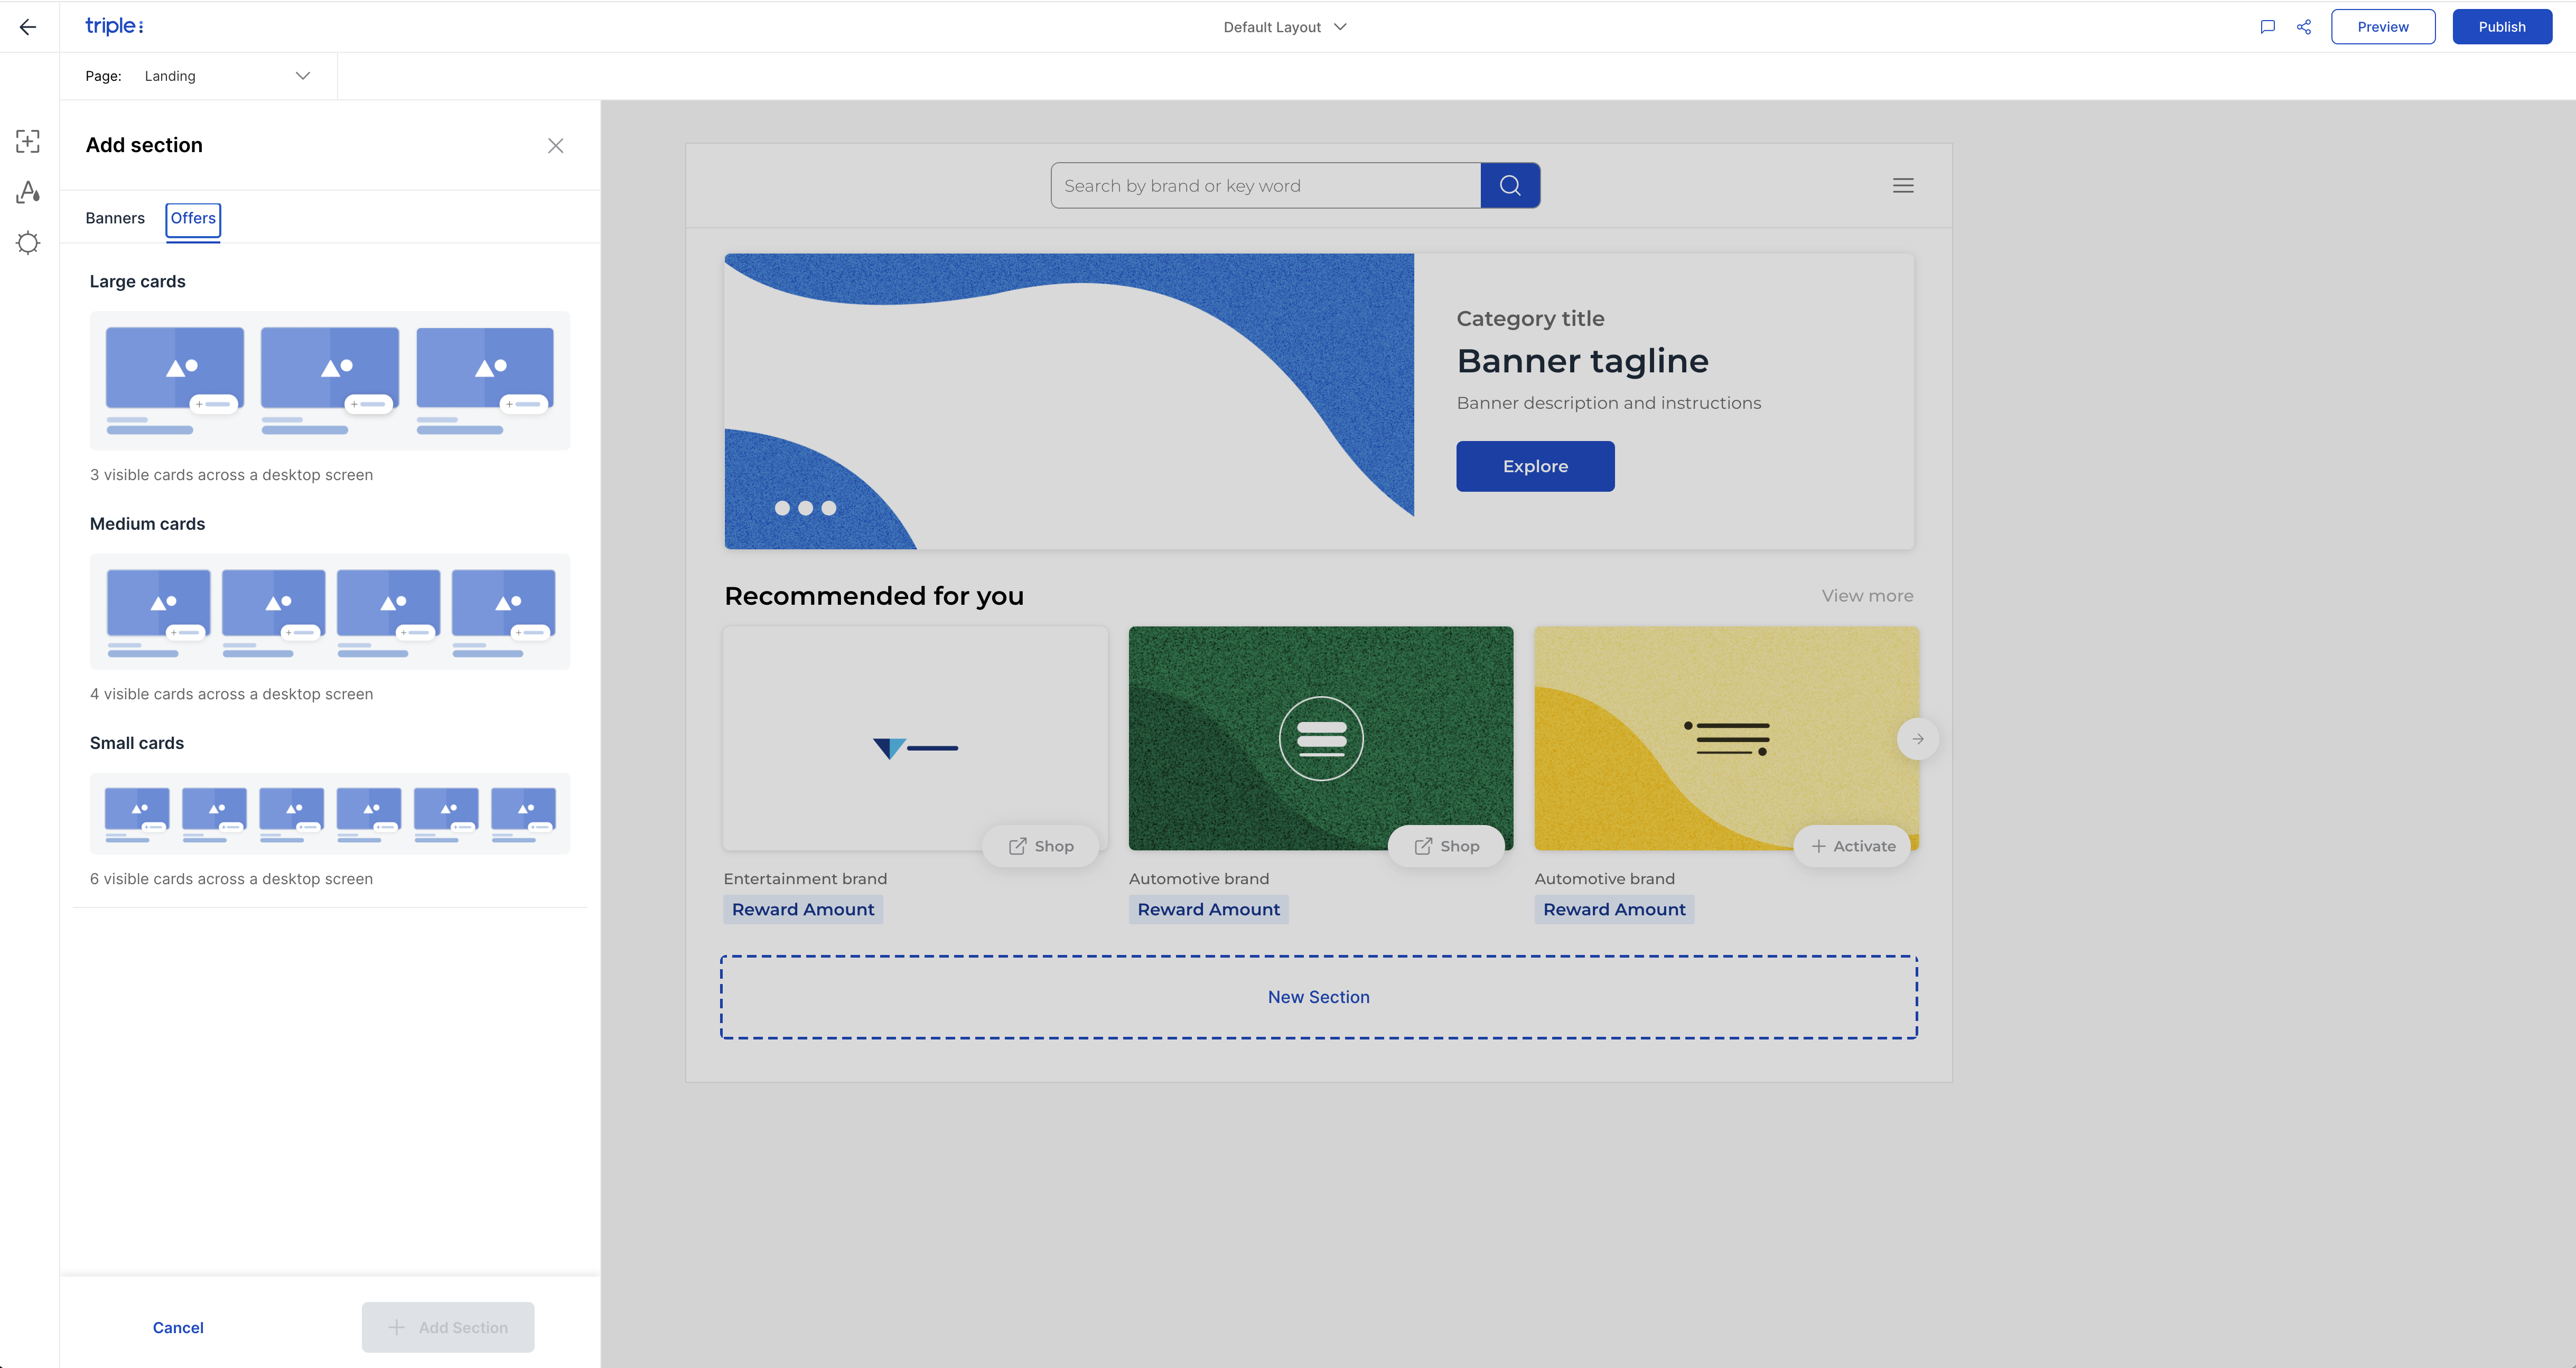 triple
Default Layout
Preview
Publish
Page: Landing
Add section
Banners
Offers
Large cards
3 visible cards across a desktop screen
Medium cards
4 visible cards across a desktop screen
Small cards
6 visible cards across a desktop screen
Cancel
Add Section
Search by brand or key word
Category title
Banner tagline
Banner description and instructions
Explore
Recommended for you
View more
Shop
Shop
Activate
Entertainment brand
Reward Amount
Automotive brand
Reward Amount
Automotive brand
Reward Amount
New Section